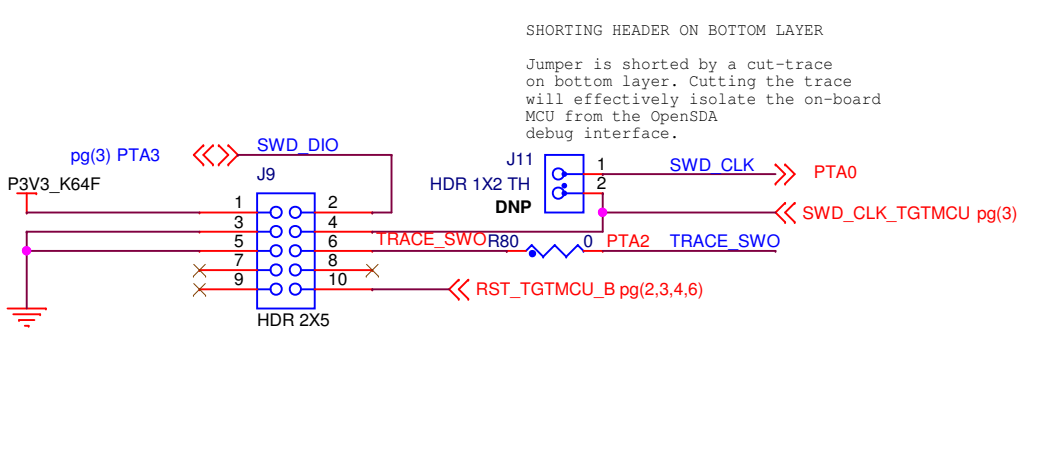 SHORTING HEADER ON BOTTOM LAYER
Jumper is shorted by a cut-trace
on bottom layer. Cutting the trace
will effectively isolate the on-board
MCU from the OpenSDA
debug interface.
pg(3) PTA3
SWD_DIO
J11
1
SWD_CLK
PTA0
P3V3_K64F
J9
HDR 1X2 TH
2
DNP
1
2
SWD_CLK_TGTMCU pg(3)
3
4
5
6
TRACE_SWO
R80
0
PTA2
TRACE_SWO
7
8
9
10
RST_TGTMCU_B pg(2,3,4,6)
HDR 2X5